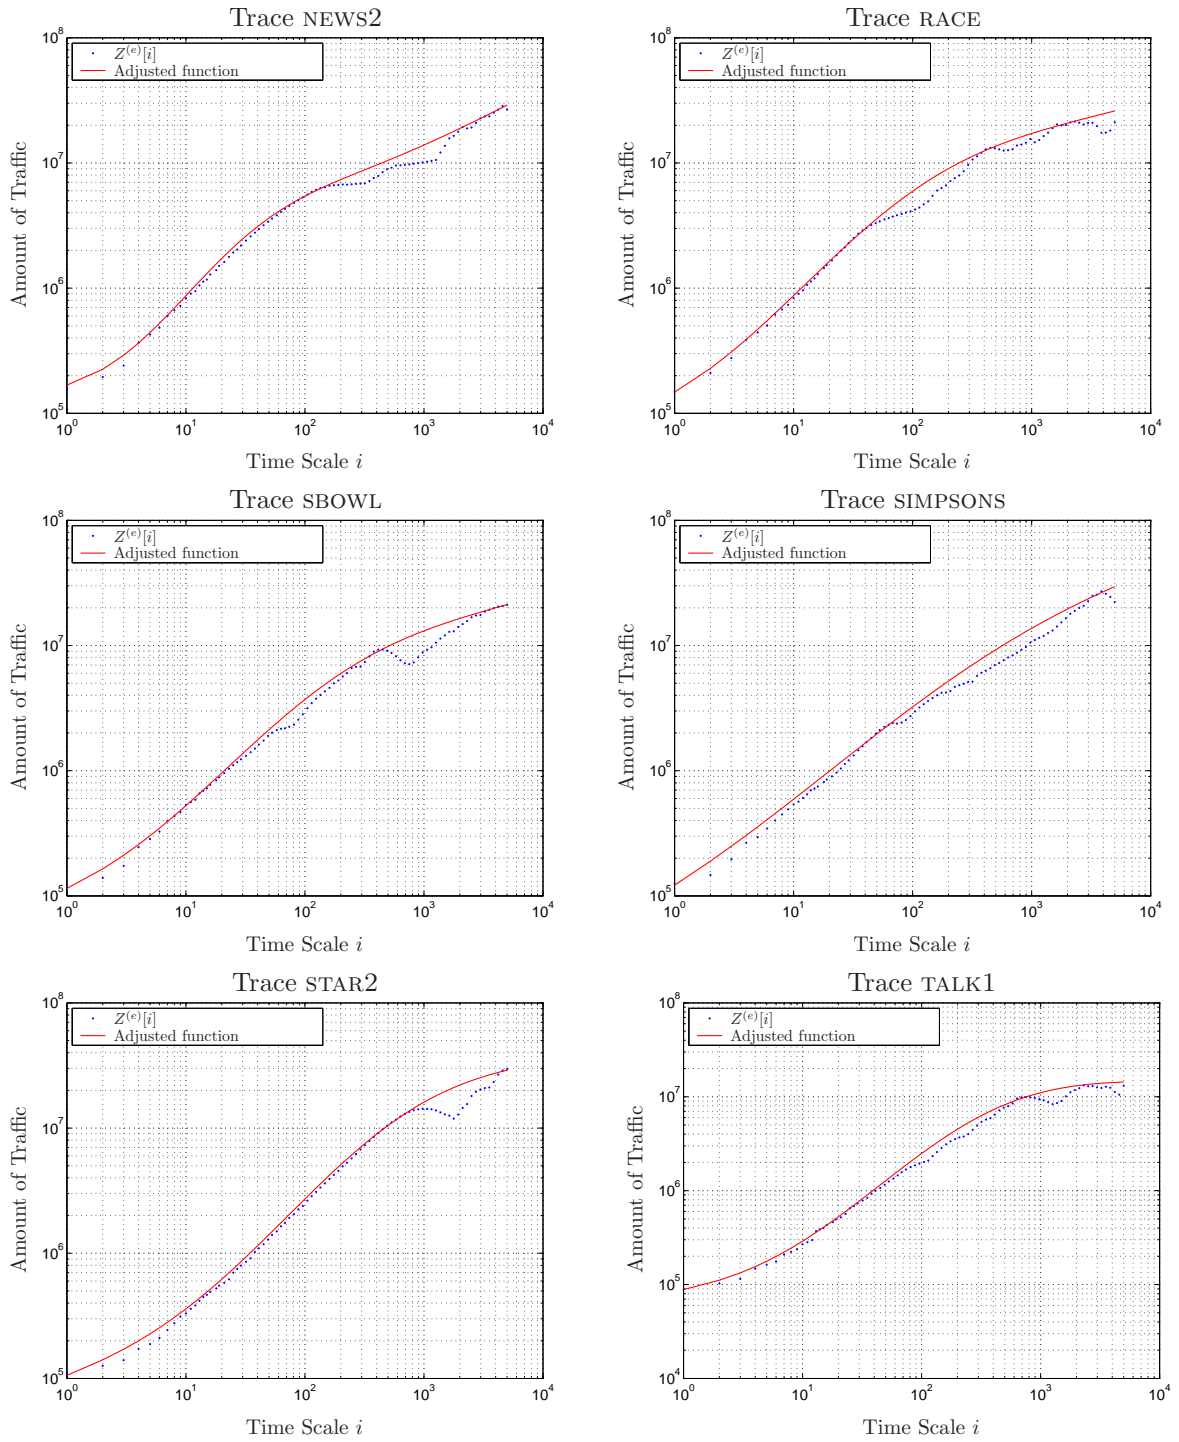 Trace NEWS2
10^8
Z^(e)[i]
Adjusted function
10^7
Amount of Traffic
10^6
10^5
10^0 10^1 10^2 10^3 10^4
Time Scale i
Trace RACE
10^8
Z^(e)[i]
Adjusted function
10^7
Amount of Traffic
10^6
10^5
10^0 10^1 10^2 10^3 10^4
Time Scale i
Trace SBOWL
10^8
Z^(e)[i]
Adjusted function
10^7
Amount of Traffic
10^6
10^5
10^0 10^1 10^2 10^3 10^4
Time Scale i
Trace SIMPSONS
10^8
Z^(e)[i]
Adjusted function
10^7
Amount of Traffic
10^6
10^5
10^0 10^1 10^2 10^3 10^4
Time Scale i
Trace STAR2
10^8
Z^(e)[i]
Adjusted function
10^7
Amount of Traffic
10^6
10^5
10^0 10^1 10^2 10^3 10^4
Time Scale i
Trace TALK1
10^8
Z^(e)[i]
Adjusted function
10^7
Amount of Traffic
10^6
10^5
10^4
10^0 10^1 10^2 10^3 10^4
Time Scale i